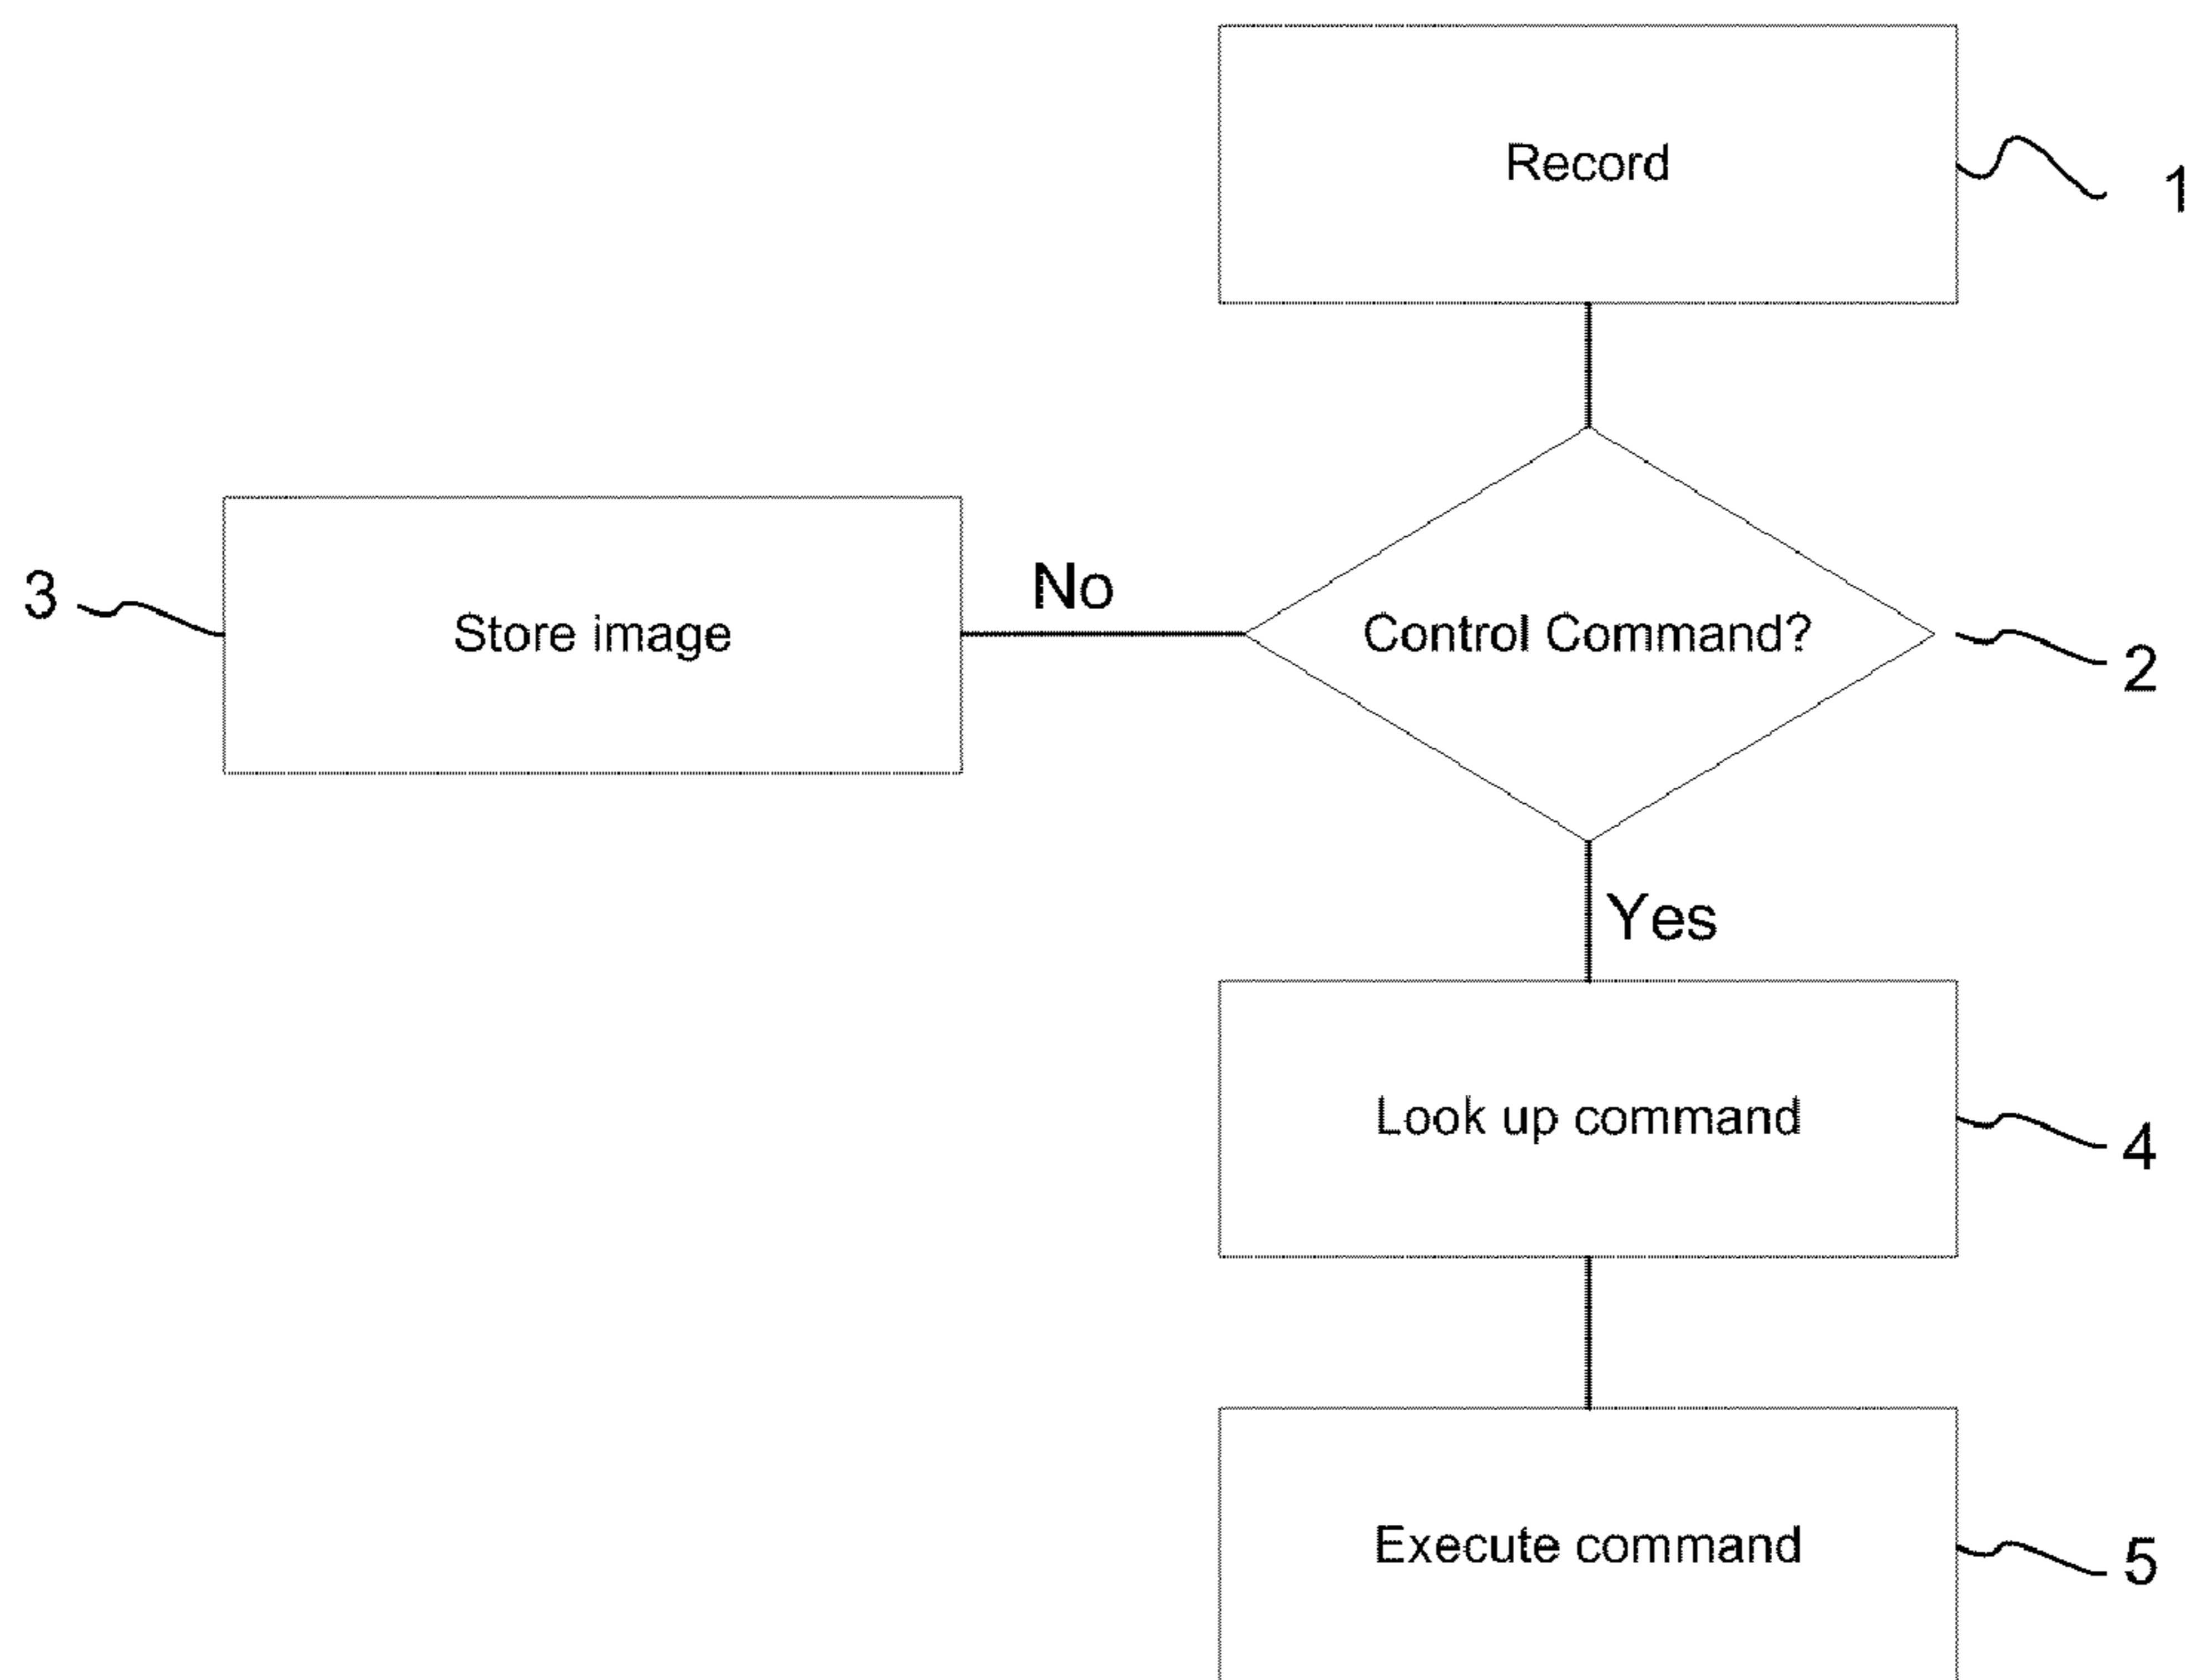 Record
1
No
Control Command?
2
3
Store image
Yes
Look up command
4
Execute command
5